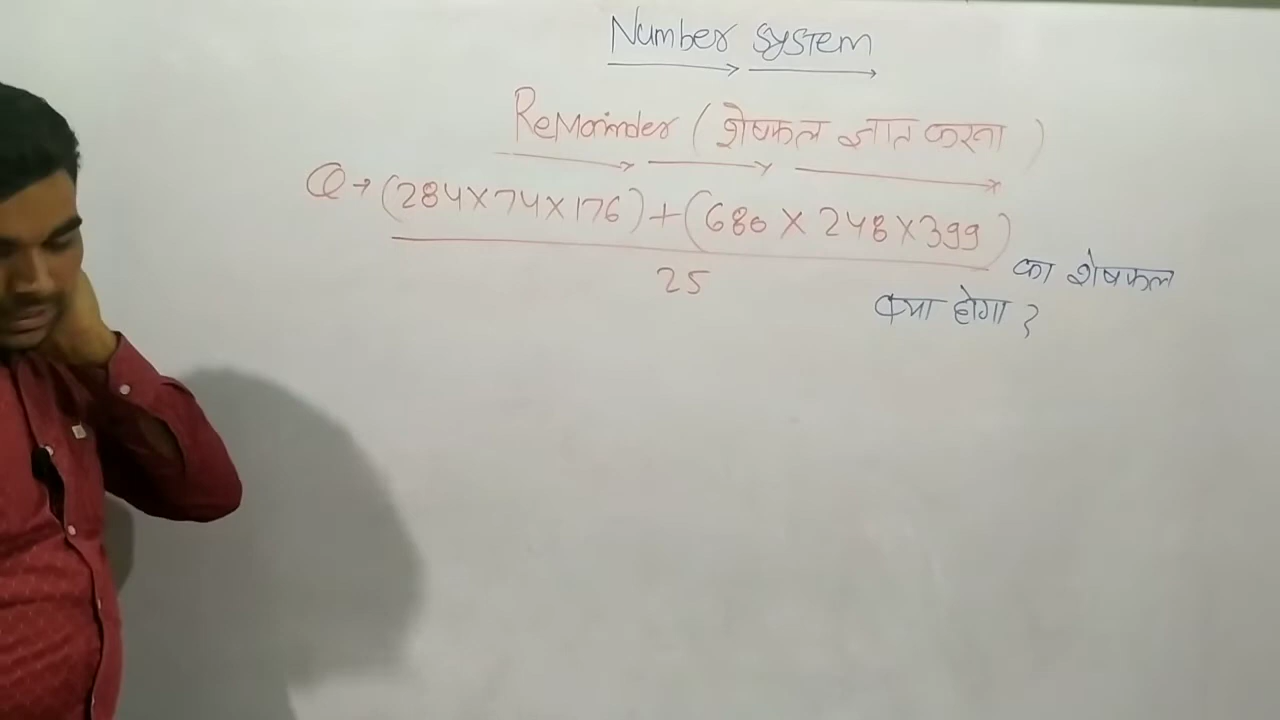 Number System
Remainder (शेषफल ज्ञात करना)
Q → (284×74×176)+(680×248×399)
25
का शेषफल
क्या होगा ?